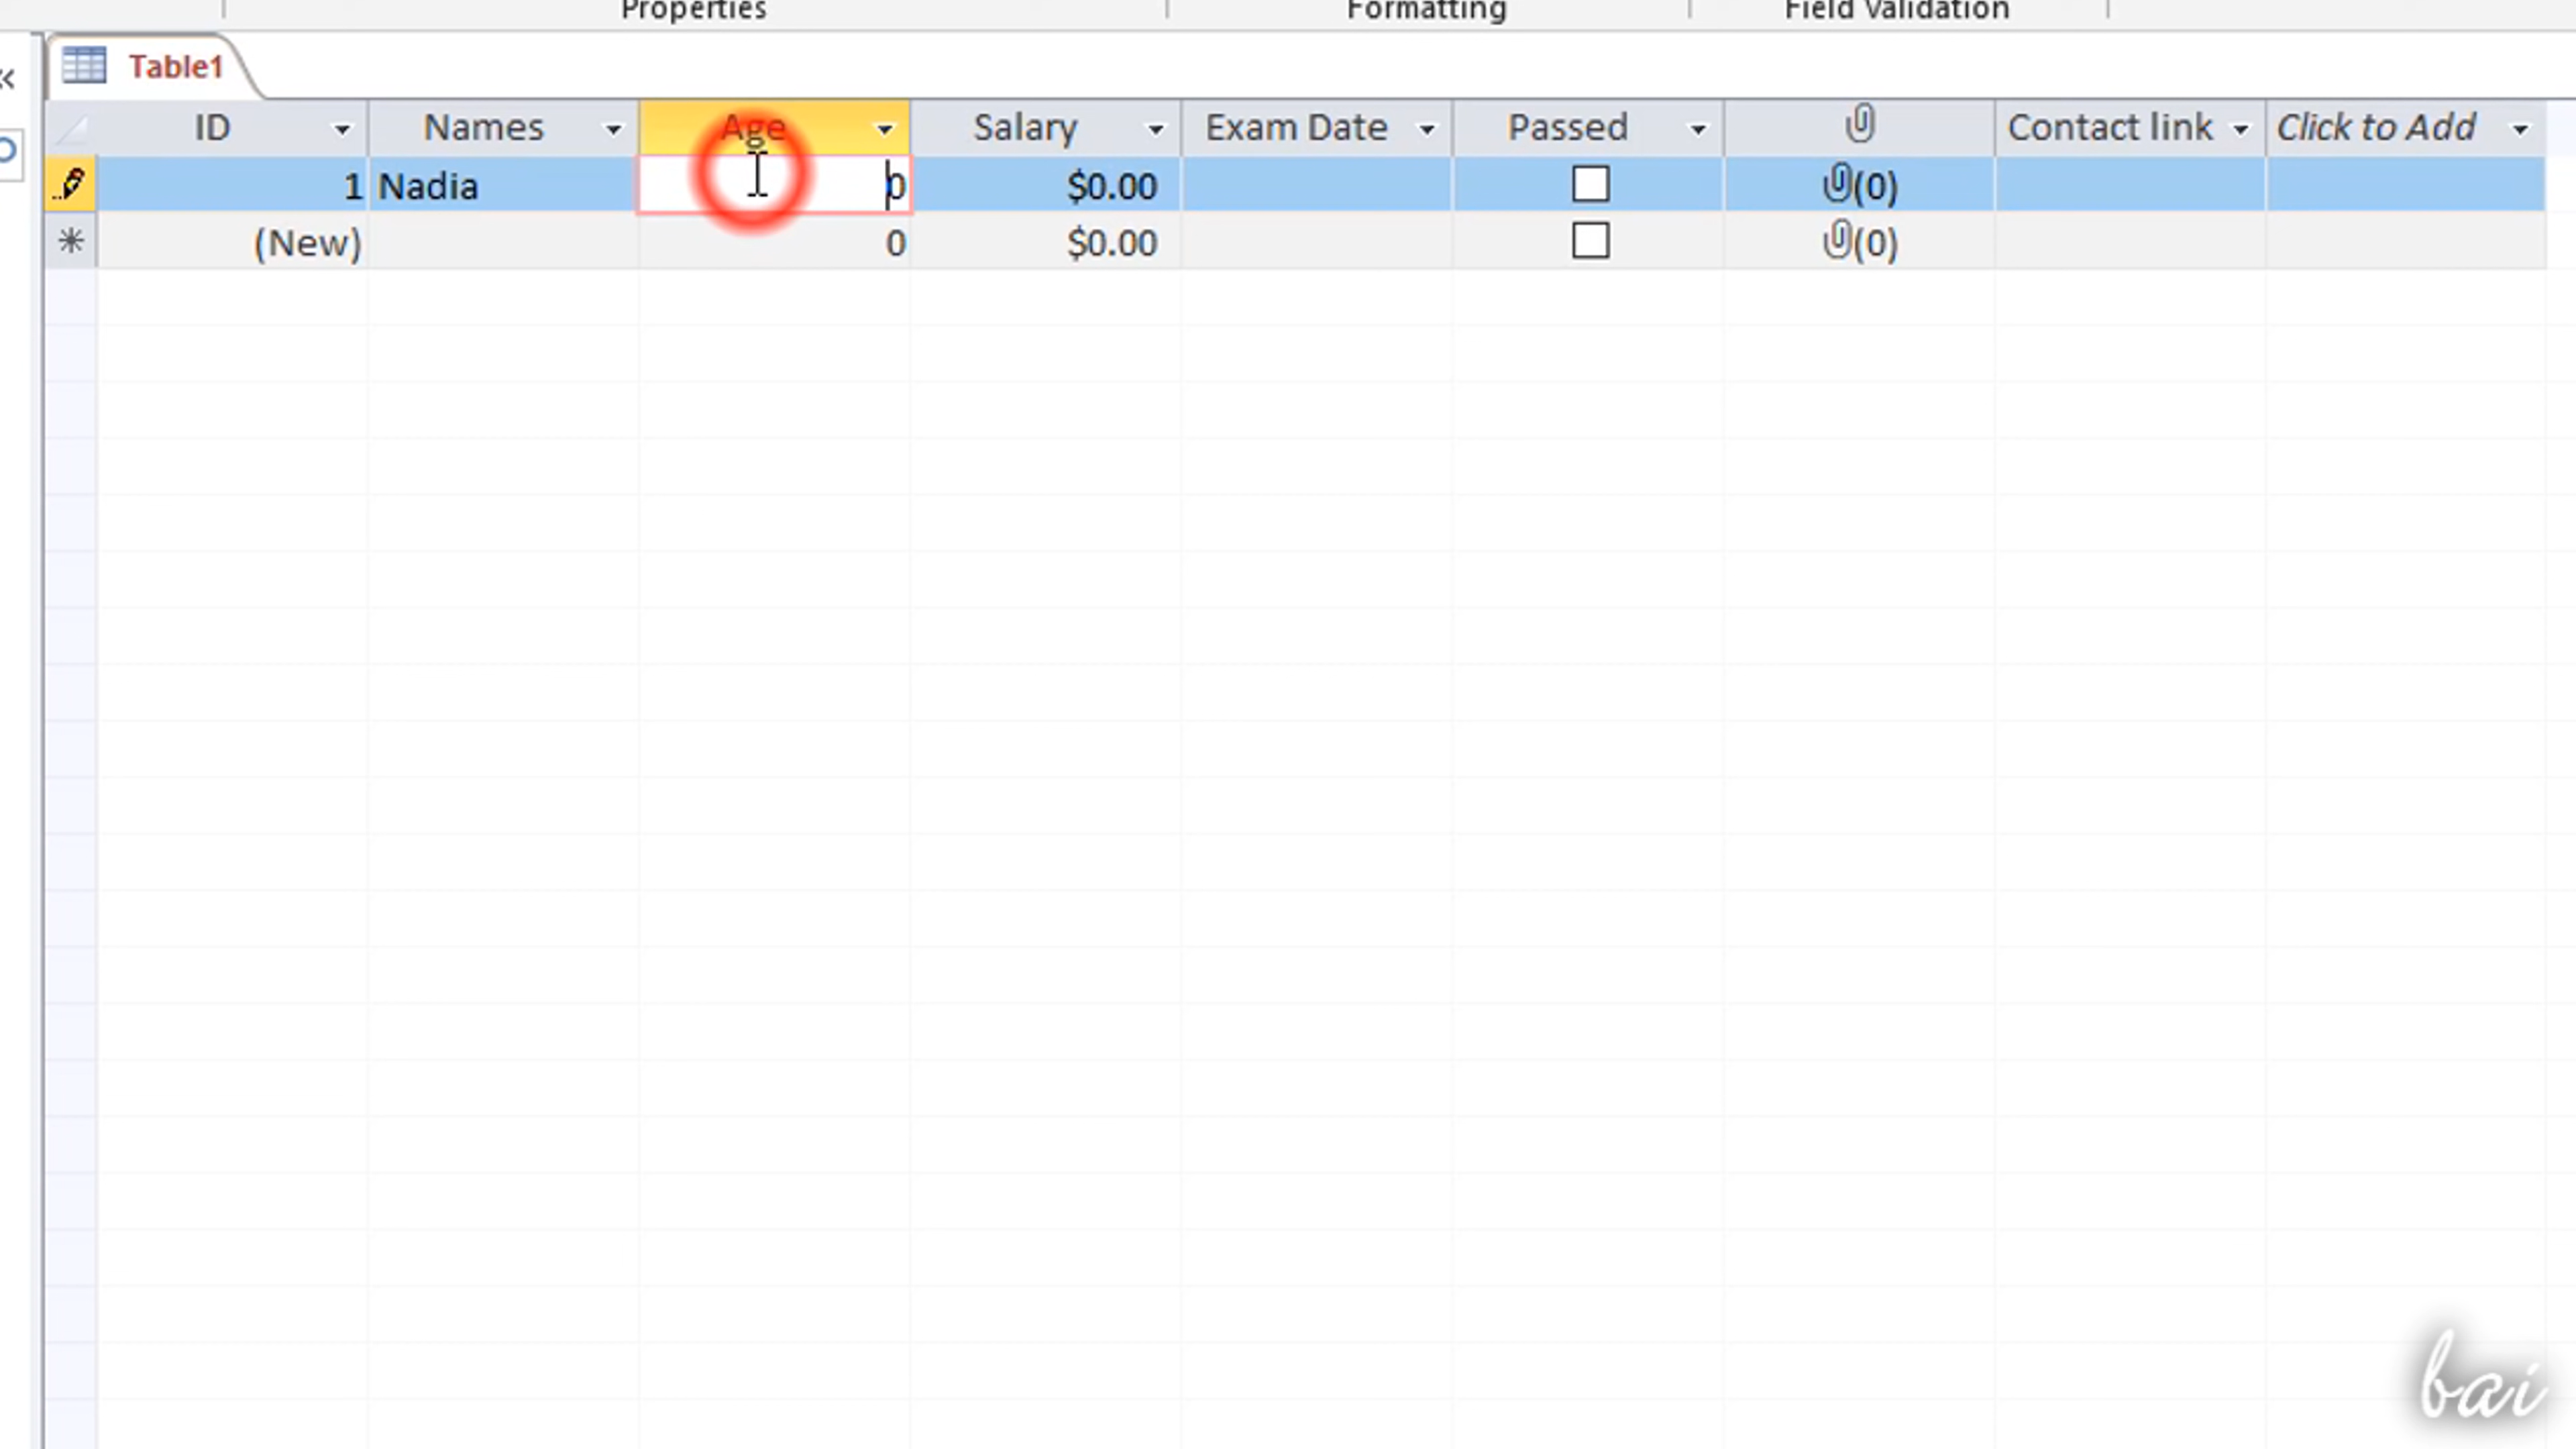 Properties Formatting Field Validation
Table1
ID Names Age Salary Exam Date Passed Contact link Click to Add
1 Nadia 0 $0.00 (0)
(New) 0 $0.00 (0)
bai